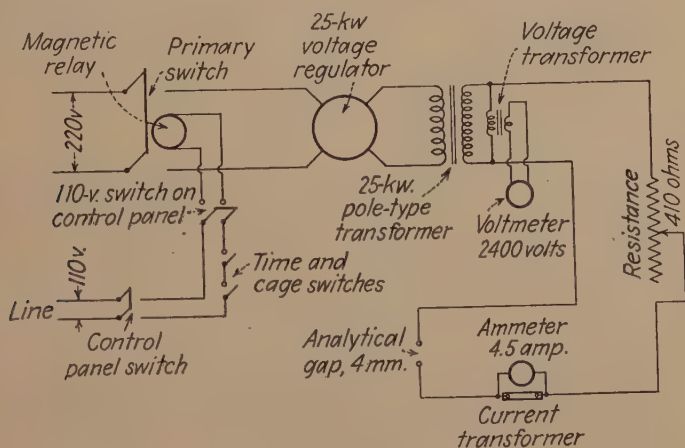 Magnetic
relay
Primary
switch
25-kw
voltage
regulator
Voltage
transformer
220v
110-v. switch on
control panel
25-kw.
pole-type
transformer
Voltmeter
2400 volts
Resistance
410 ohms
110v.
Line
Time and
cage switches
Control
panel switch
Analytical
gap, 4mm.
Ammeter
4.5 amp.
Current
transformer